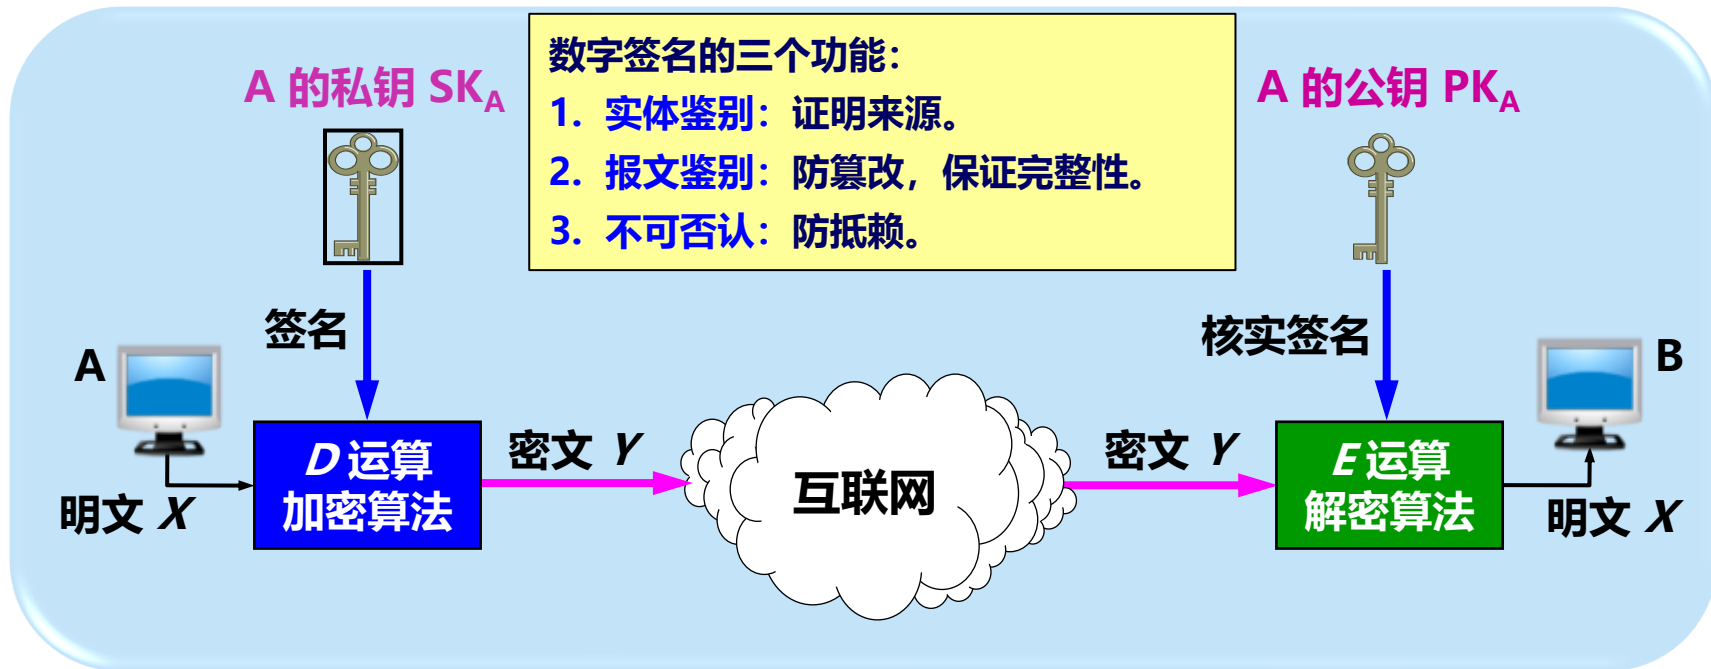 数字签名的三个功能：
1. 实体鉴别：证明来源。
2. 报文鉴别：防篡改，保证完整性。
3. 不可否认：防抵赖。
A 的私钥 SKA
A 的公钥 PKA
签名
核实签名
A
B
D 运算
加密算法
密文 Y
互联网
密文 Y
E 运算
解密算法
明文 X
明文 X